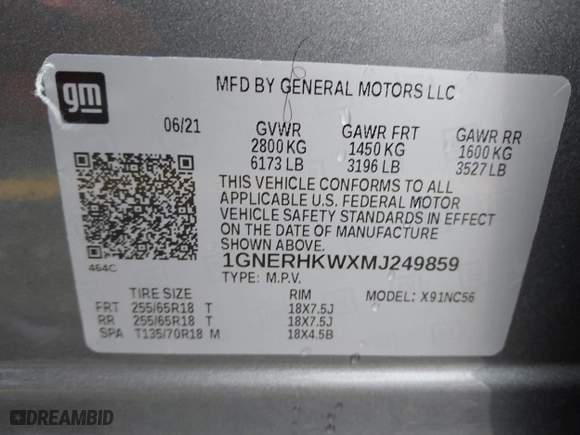 gm
MFD BY GENERAL MOTORS LLC
06/21 GVWR GAWR FRT GAWR RR
2800 KG 1450 KG 1600 KG
6173 LB 3196 LB 3527 LB
THIS VEHICLE CONFORMS TO ALL
APPLICABLE U.S. FEDERAL MOTOR
VEHICLE SAFETY STANDARDS IN EFFECT
ON THE DATE OF MANUFACTURE
SHOWN ABOVE.
464C
1GNERHKWXMJ249859
TYPE: M.P.V. MODEL: X91NC56
TIRE SIZE RIM
FRT 255/65R18 T 18X7.5J
RR 255/65R18 T 18X7.5J
SPA T135/70R18 M 18X4.5B
DREAMBID